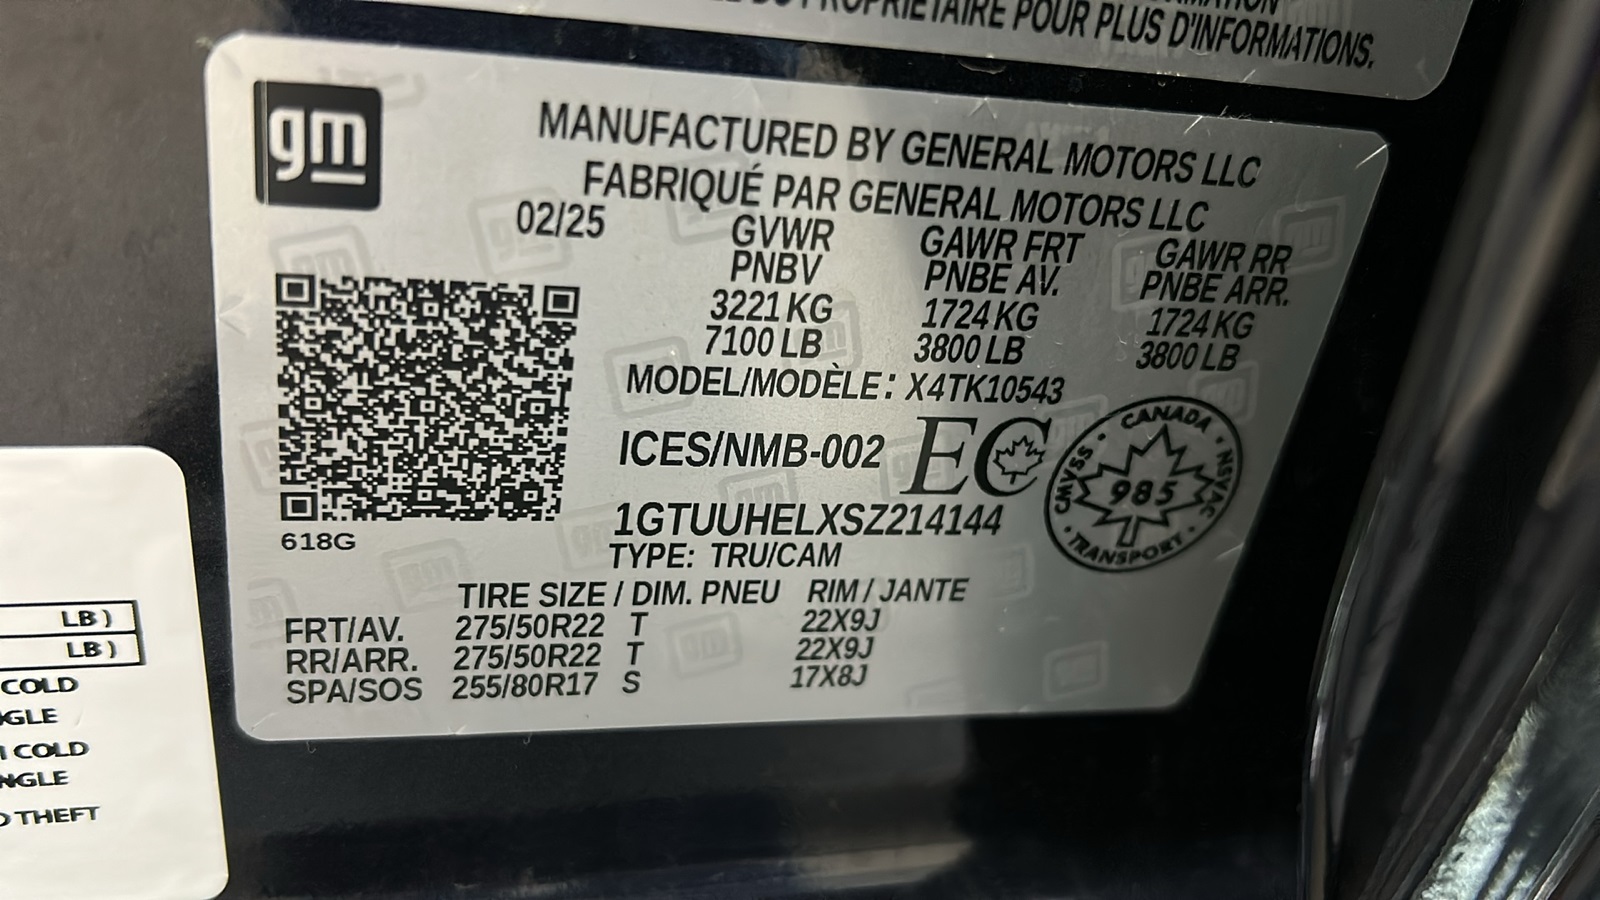 DU PROPRIÉTAIRE POUR PLUS D'INFORMATIONS.
gm
MANUFACTURED BY GENERAL MOTORS LLC
FABRIQUÉ PAR GENERAL MOTORS LLC
02/25
GVWR GAWR FRT GAWR RR
PNBV PNBE AV. PNBE ARR.
3221 KG 1724 KG 1724 KG
7100 LB 3800 LB 3800 LB
MODEL/MODÈLE: X4TK10543
ICES/NMB-002 EC
CANADA · NSVAC · TRANSPORT · CMVSS ·
985
1GTUUHELXSZ214144
618G
TYPE: TRU/CAM
TIRE SIZE / DIM. PNEU RIM / JANTE
FRT/AV. 275/50R22 T 22X9J
RR/ARR. 275/50R22 T 22X9J
SPA/SOS 255/80R17 S 17X8J
LB )
LB )
COLD
COLD
THEFT